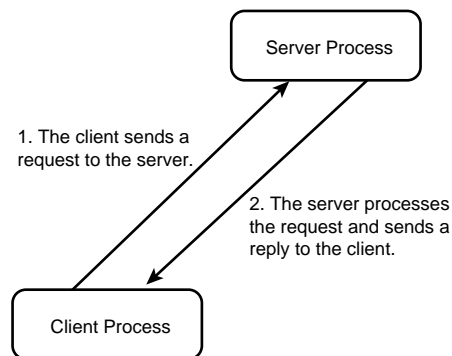 Server Process
1. The client sends a
request to the server.
2. The server processes
the request and sends a
reply to the client.
Client Process